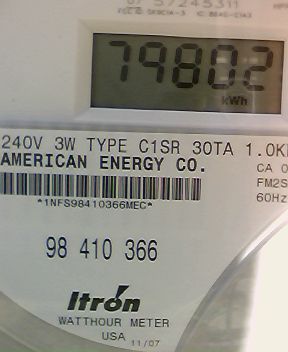 57245311
79802
kWh
240V 3W TYPE C1SR 30TA 1.0K
AMERICAN ENERGY CO.
CA 0
FM2S
60Hz
*1NFS98410366MEC*
98 410 366
Itron
WATTHOUR METER
USA 11/07